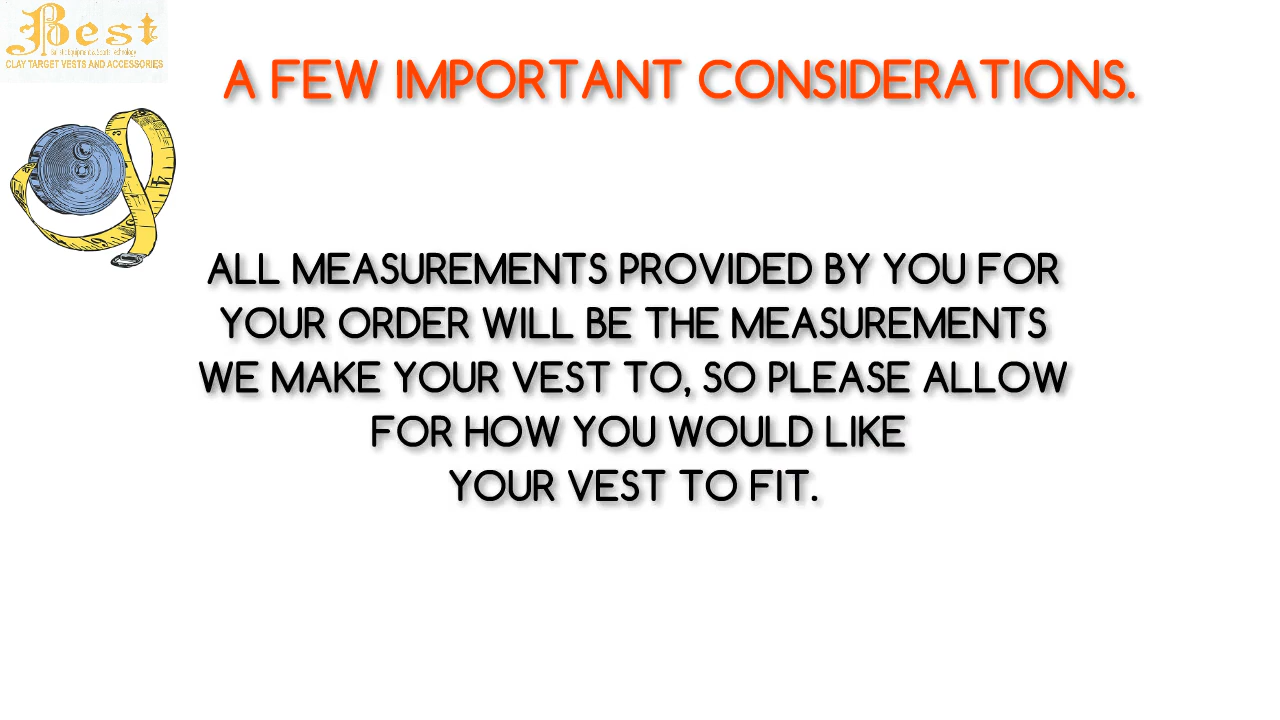 Best
CLAY TARGET VESTS AND ACCESSORIES
A FEW IMPORTANT CONSIDERATIONS.
ALL MEASUREMENTS PROVIDED BY YOU FOR
YOUR ORDER WILL BE THE MEASUREMENTS
WE MAKE YOUR VEST TO, SO PLEASE ALLOW
FOR HOW YOU WOULD LIKE
YOUR VEST TO FIT.